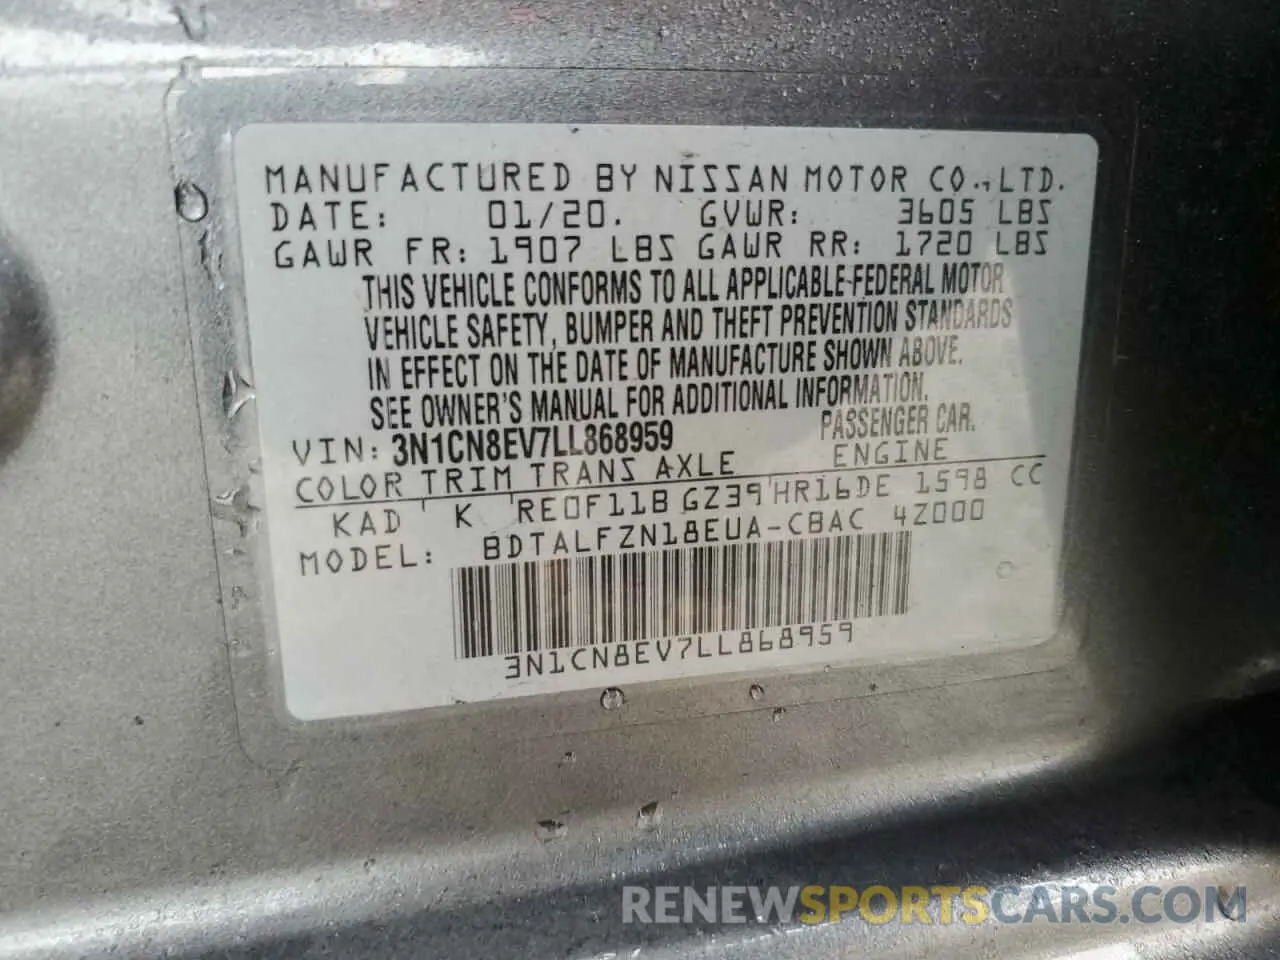 MANUFACTURED BY NISSAN MOTOR CO.,LTD.
DATE: 01/20. GVWR: 3605 LBS
GAWR FR: 1907 LBS GAWR RR: 1720 LBS
THIS VEHICLE CONFORMS TO ALL APPLICABLE FEDERAL MOTOR
VEHICLE SAFETY, BUMPER AND THEFT PREVENTION STANDARDS
IN EFFECT ON THE DATE OF MANUFACTURE SHOWN ABOVE.
SEE OWNER'S MANUAL FOR ADDITIONAL INFORMATION.
VIN: 3N1CN8EV7LL868959 PASSENGER CAR.
COLOR TRIM TRANS AXLE ENGINE
KAD K RE0F11B GZ39 HR16DE 1598 CC
MODEL: BDTALFZN18EUA-CBAC 4Z000
3N1CN8EV7LL868959
RENEWSPORTSCARS.COM